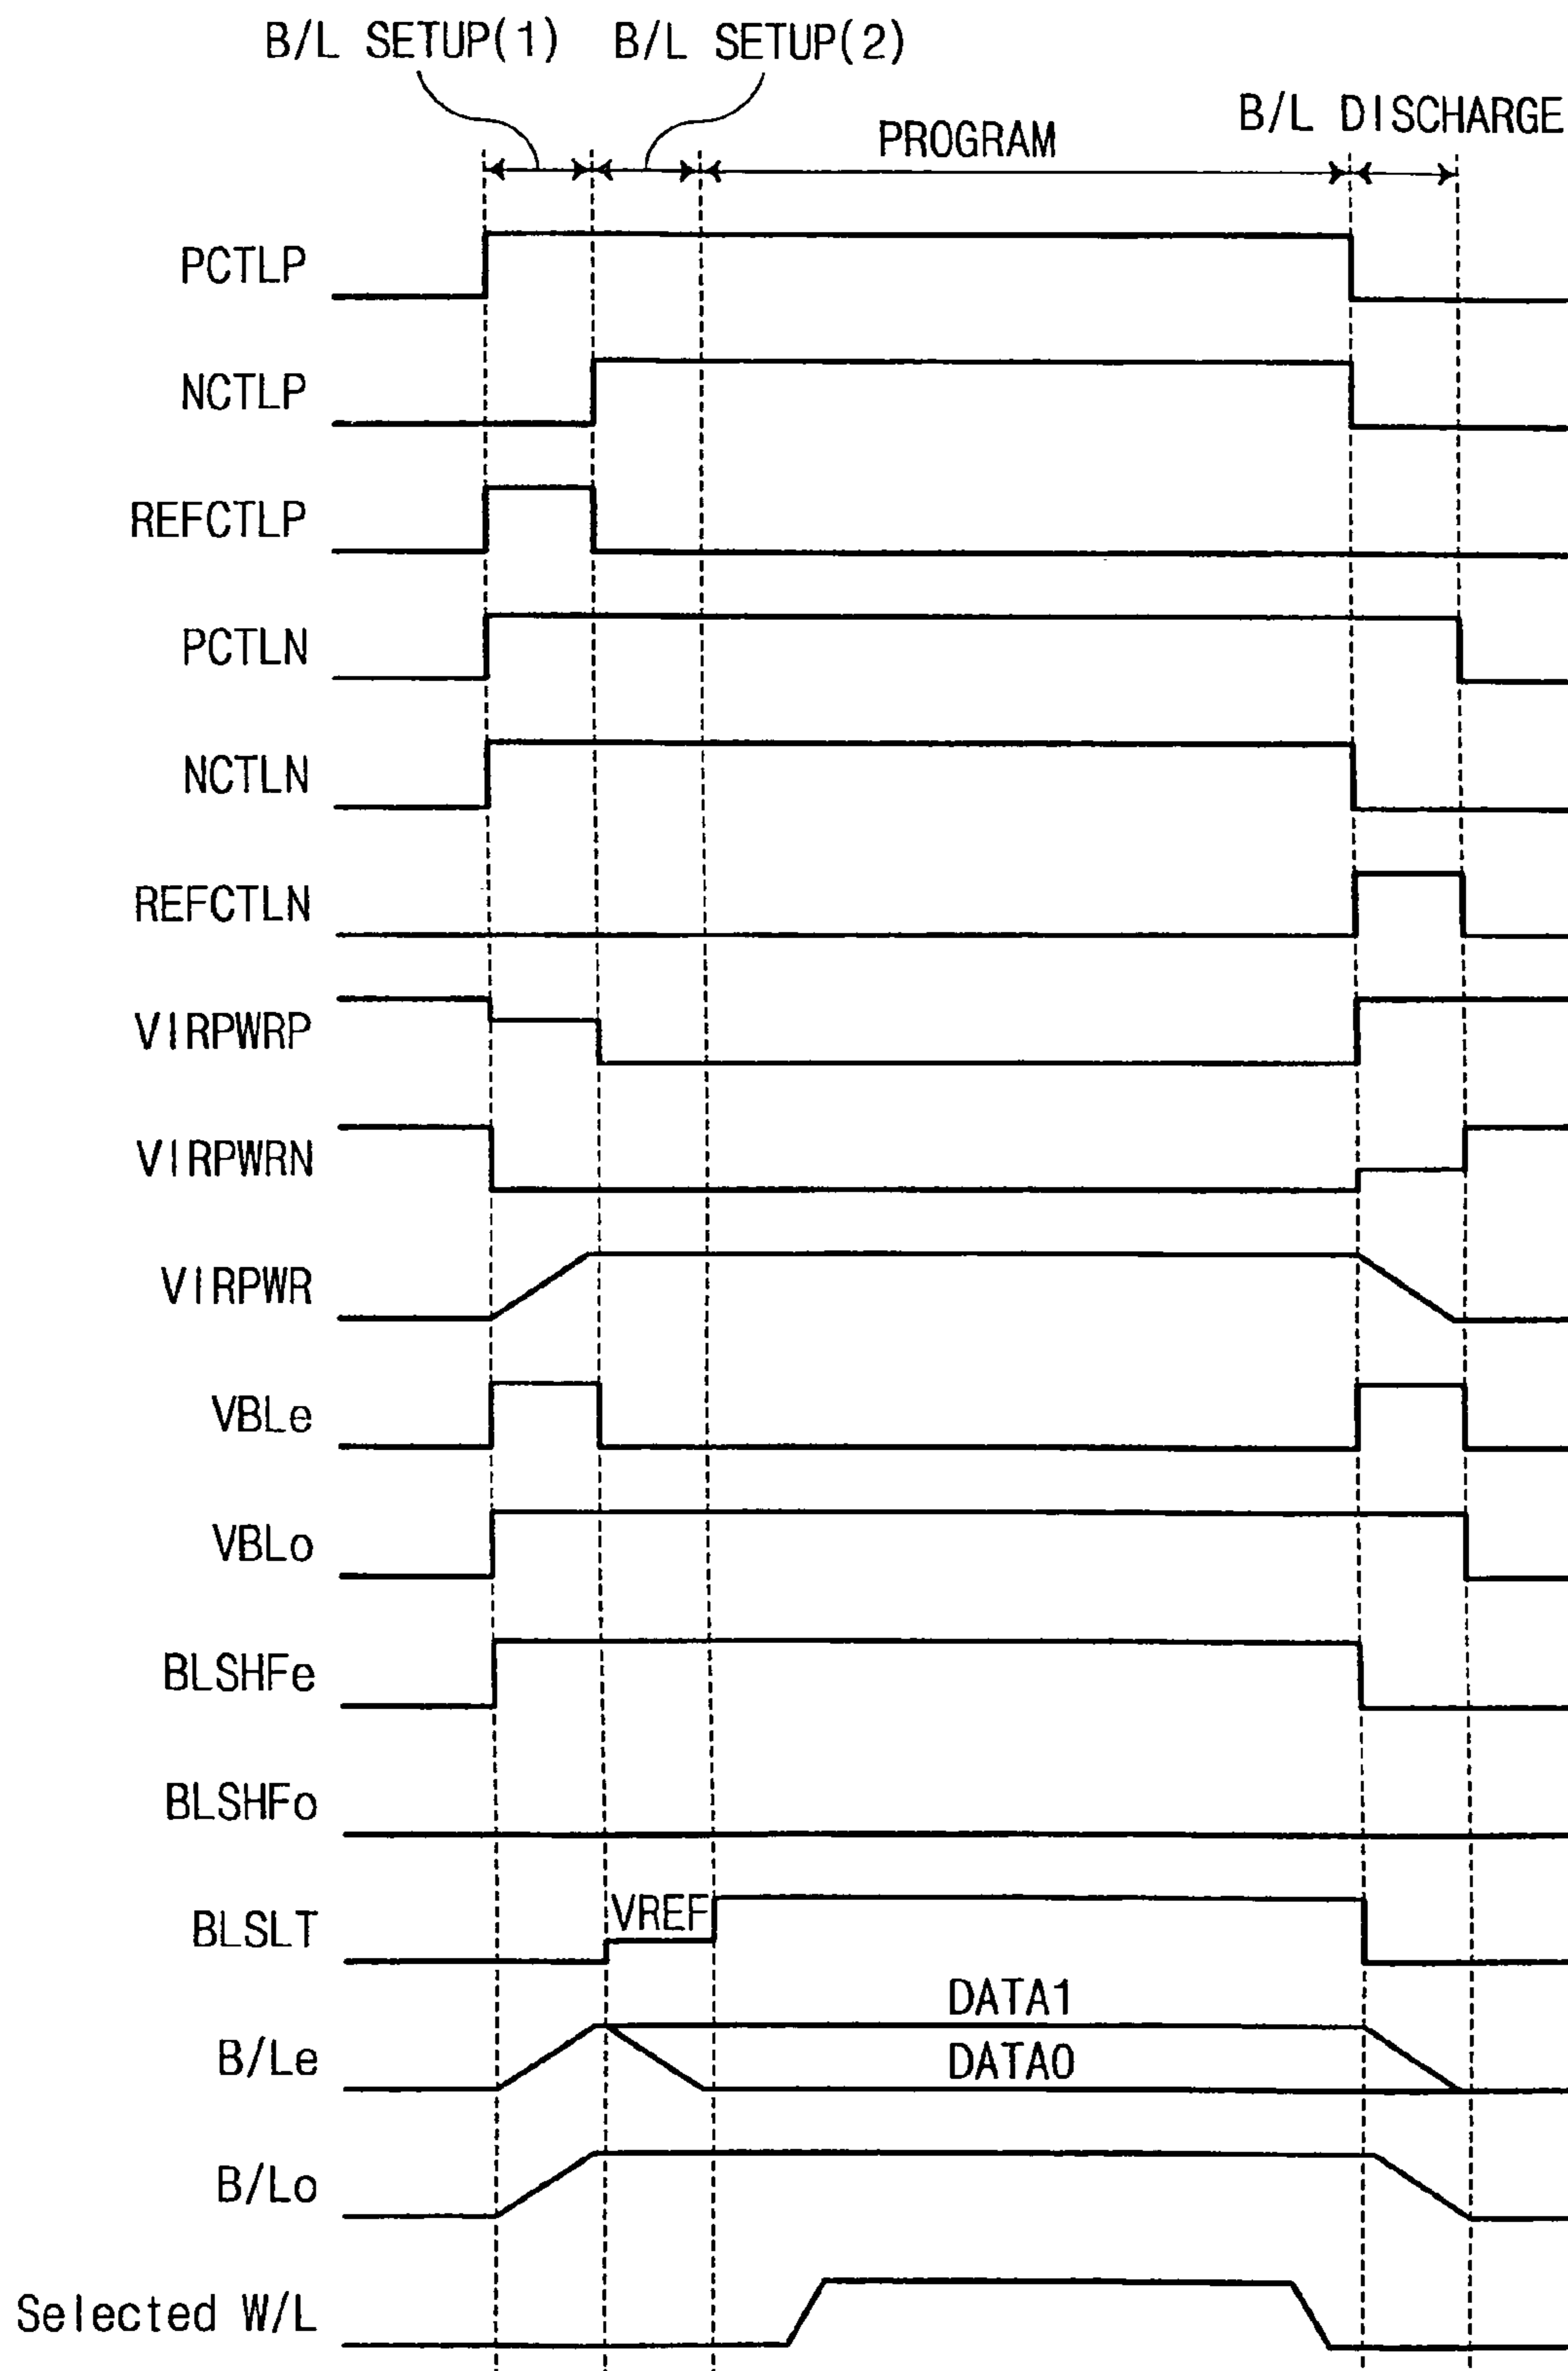 B/L SETUP(1) B/L SETUP(2)
B/L DISCHARGE
PROGRAM
PCTLP
NCTLP
REFCTLP
PCTLN
NCTLN
REFCTLN
VIRPWRP
VIRPWRN
VIRPWR
VBLe
VBLo
BLSHFe
BLSHFo
BLSLT
VREF
DATA1
B/Le
DATA0
B/Lo
Selected W/L